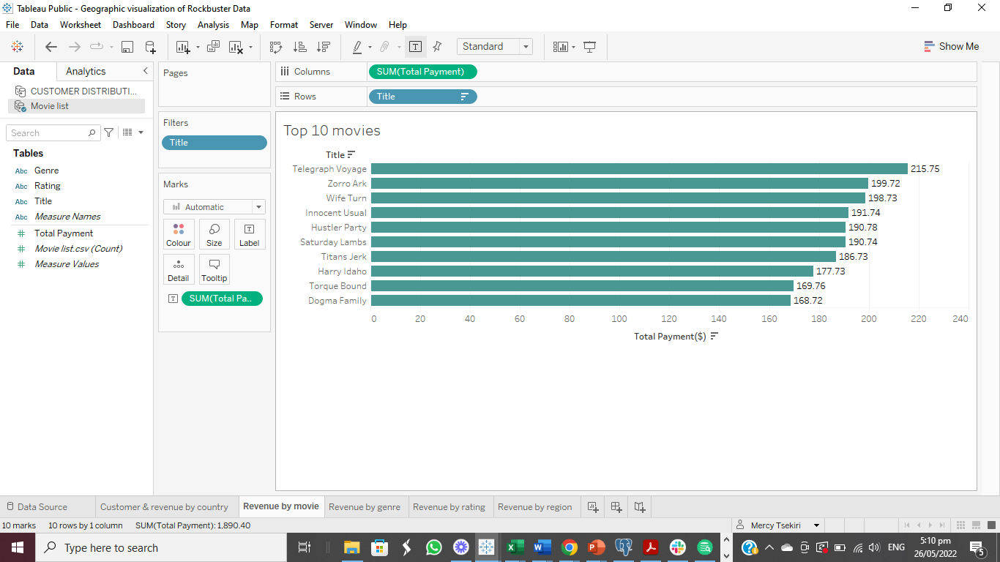 Tableau Public - Geographic visualization of Rockbuster Data
File Data Worksheet Dashboard Story Analysis Map Format Server Window Help
Standard
Show Me
Data Analytics
CUSTOMER DISTRIBUTI...
Movie list
Search
Tables
Abc Genre
Abc Rating
Abc Title
Abc Measure Names
# Total Payment
# Movie list.csv (Count)
# Measure Values
Pages
Filters
Title
Marks
Automatic
Colour Size Label
Detail Tooltip
SUM(Total Pa..
Columns SUM(Total Payment)
Rows Title
Top 10 movies
Title
Telegraph Voyage 215.75
Zorro Ark 199.72
Wife Turn 198.73
Innocent Usual 191.74
Hustler Party 190.78
Saturday Lambs 190.74
Titans Jerk 186.73
Harry Idaho 177.73
Torque Bound 169.76
Dogma Family 168.72
0 20 40 60 80 100 120 140 160 180 200 220 240
Total Payment($)
Data Source Customer & revenue by country Revenue by movie Revenue by genre Revenue by rating Revenue by region
10 marks 10 rows by 1 column SUM(Total Payment): 1,890.40 Mercy Tsekiri
Type here to search
ENG
5:10 pm
26/05/2022
5